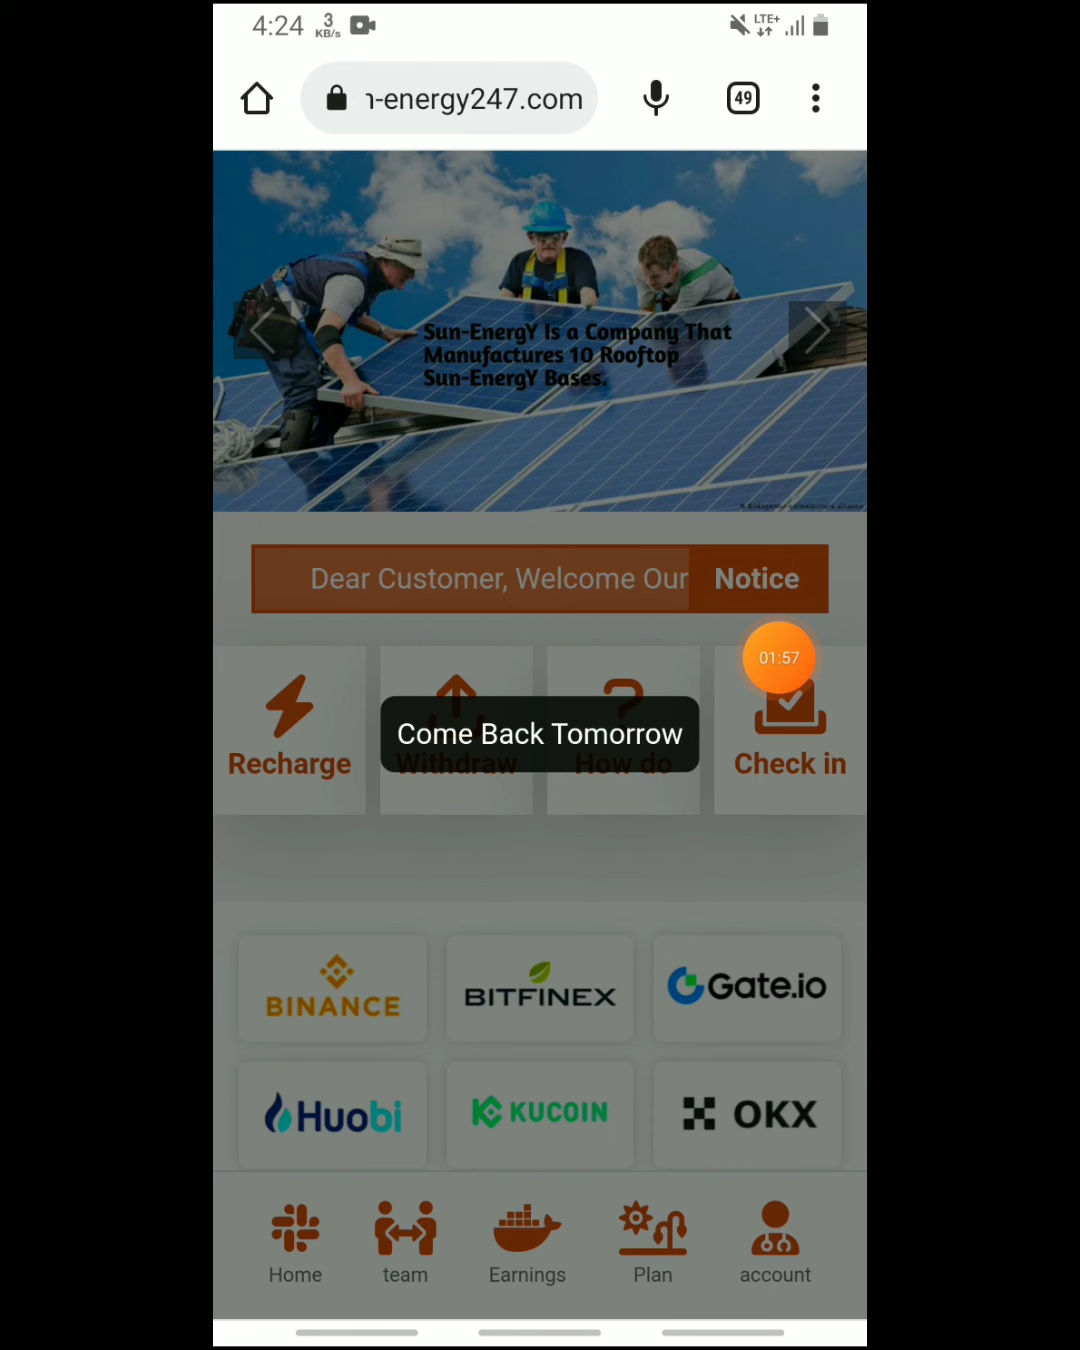 4:24 3 KB/s LTE+
n-energy247.com 49
Sun-EnergY Is a Company That
Manufactures 10 Rooftop
Sun-EnergY Bases.
Dear Customer, Welcome Our Notice
01:57
Come Back Tomorrow
Recharge Withdraw How do Check in
BINANCE BITFINEX Gate.io
Huobi KUCOIN OKX
Home team Earnings Plan account